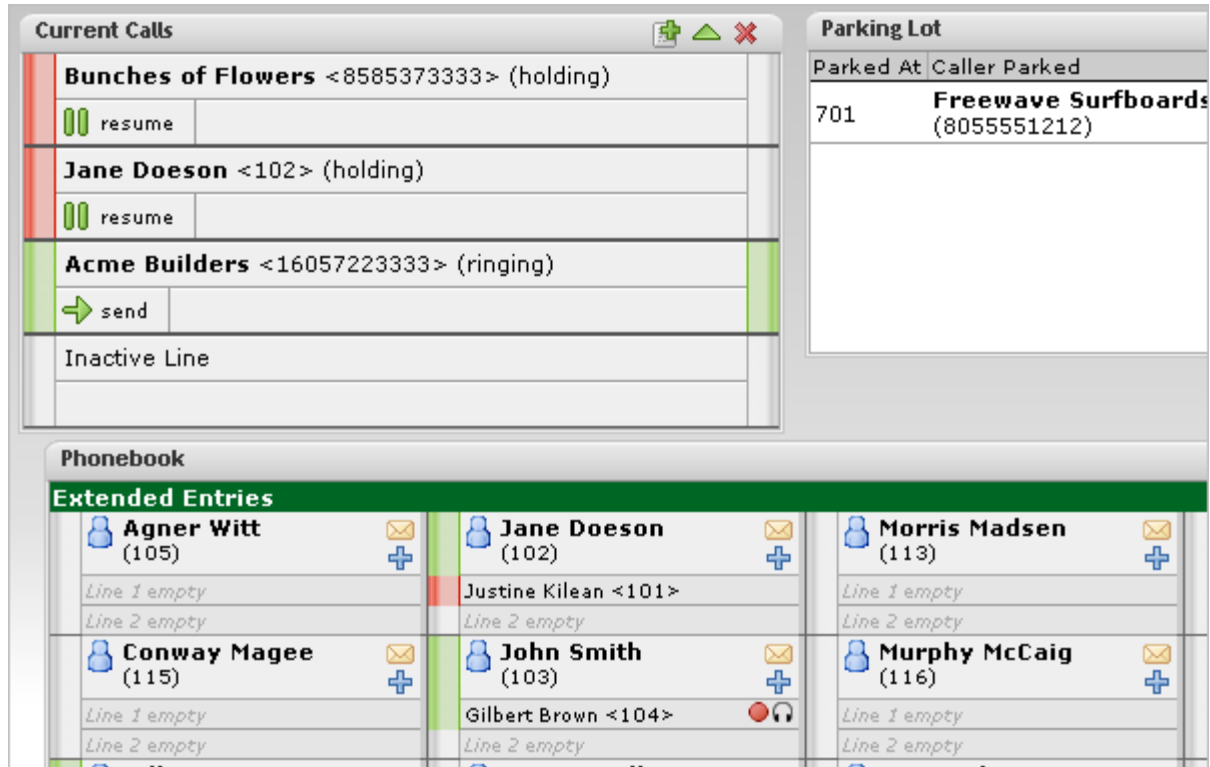 Current Calls
Bunches of Flowers <8585373333> (holding)
resume
Jane Doeson <102> (holding)
resume
Acme Builders <16057223333> (ringing)
send
Inactive Line
Parking Lot
Parked At Caller Parked
701 Freewave Surfboards
(8055551212)
Phonebook
Extended Entries
Agner Witt
(105)
Line 1 empty
Line 2 empty
Jane Doeson
(102)
Justine Kilean <101>
Line 2 empty
Morris Madsen
(113)
Line 1 empty
Line 2 empty
Conway Magee
(115)
Line 1 empty
Line 2 empty
John Smith
(103)
Gilbert Brown <104>
Line 2 empty
Murphy McCaig
(116)
Line 1 empty
Line 2 empty